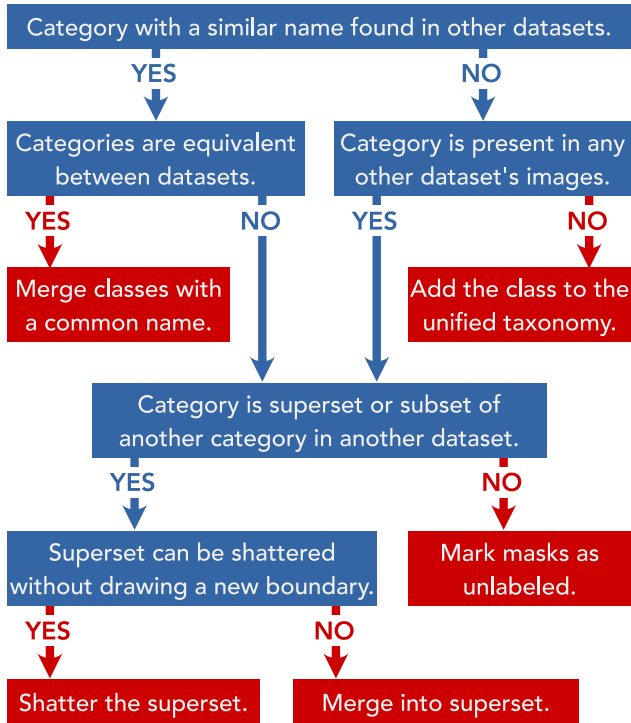 Category with a similar name found in other datasets.
YES
NO
Categories are equivalent
between datasets.
Category is present in any
other dataset's images.
YES
NO
YES
NO
Merge classes with
a common name.
Add the class to the
unified taxonomy.
Category is superset or subset of
another category in another dataset.
YES
NO
Superset can be shattered
without drawing a new boundary.
Mark masks as
unlabeled.
YES
NO
Shatter the superset.
Merge into superset.